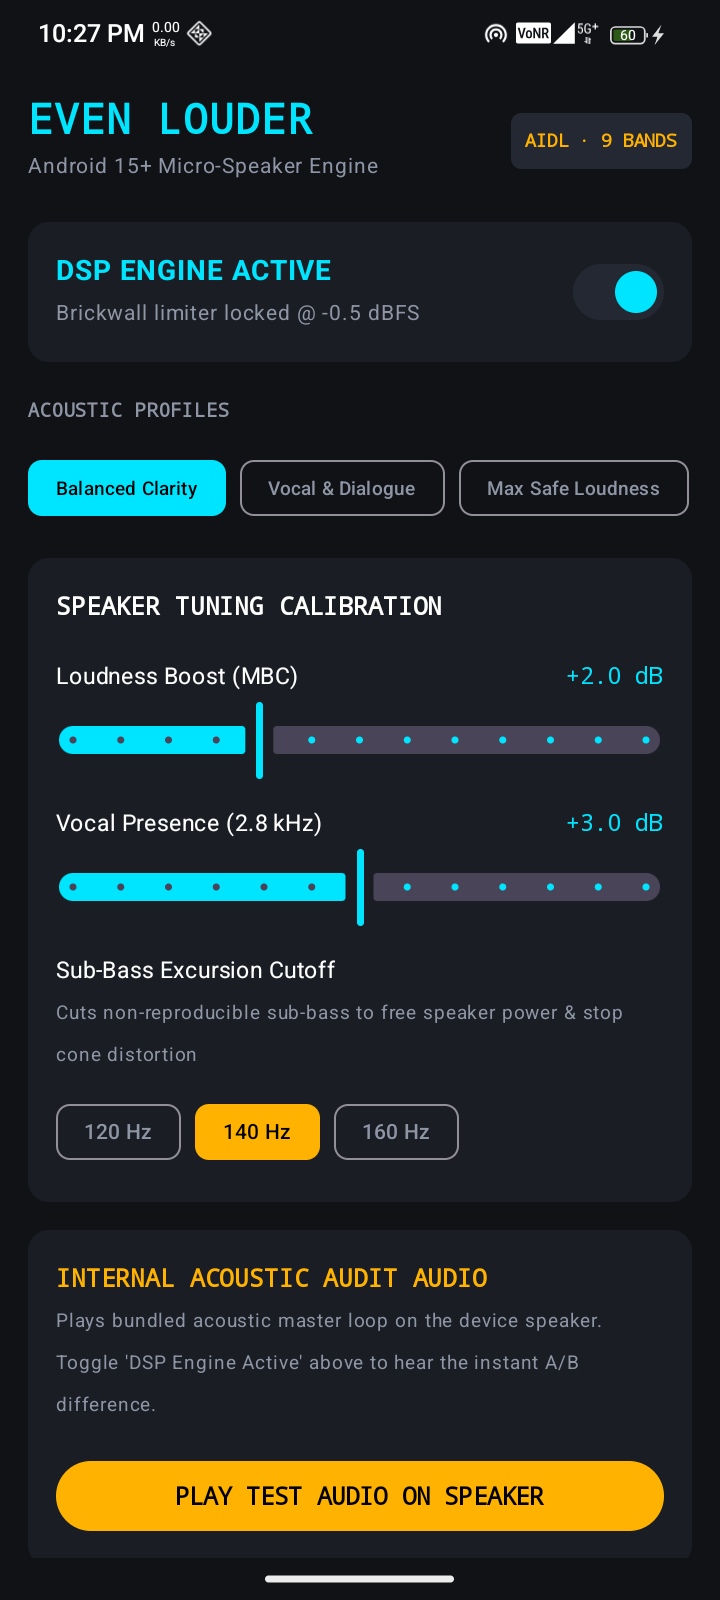 10:27 PM 0.00 KB/s VoNR 5G+ 60
EVEN LOUDER
Android 15+ Micro-Speaker Engine
AIDL · 9 BANDS
DSP ENGINE ACTIVE
Brickwall limiter locked @ -0.5 dBFS
ACOUSTIC PROFILES
Balanced Clarity Vocal & Dialogue Max Safe Loudness
SPEAKER TUNING CALIBRATION
Loudness Boost (MBC) +2.0 dB
Vocal Presence (2.8 kHz) +3.0 dB
Sub-Bass Excursion Cutoff
Cuts non-reproducible sub-bass to free speaker power & stop
cone distortion
120 Hz 140 Hz 160 Hz
INTERNAL ACOUSTIC AUDIT AUDIO
Plays bundled acoustic master loop on the device speaker.
Toggle 'DSP Engine Active' above to hear the instant A/B
difference.
PLAY TEST AUDIO ON SPEAKER